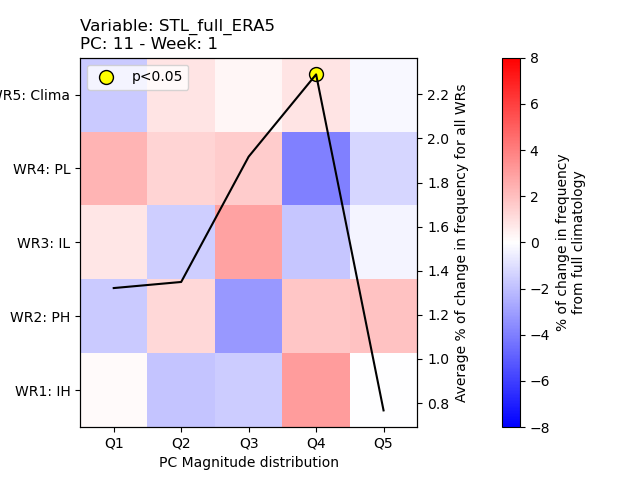 Variable: STL_full_ERA5
PC: 11 - Week: 1
p<0.05
WR5: Clima
WR4: PL
WR3: IL
WR2: PH
WR1: IH
Q1 Q2 Q3 Q4 Q5
PC Magnitude distribution
2.2
2.0
1.8
1.6
1.4
1.2
1.0
0.8
Average % of change in frequency for all WRs
8
6
4
2
0
−2
−4
−6
−8
% of change in frequency
from full climatology